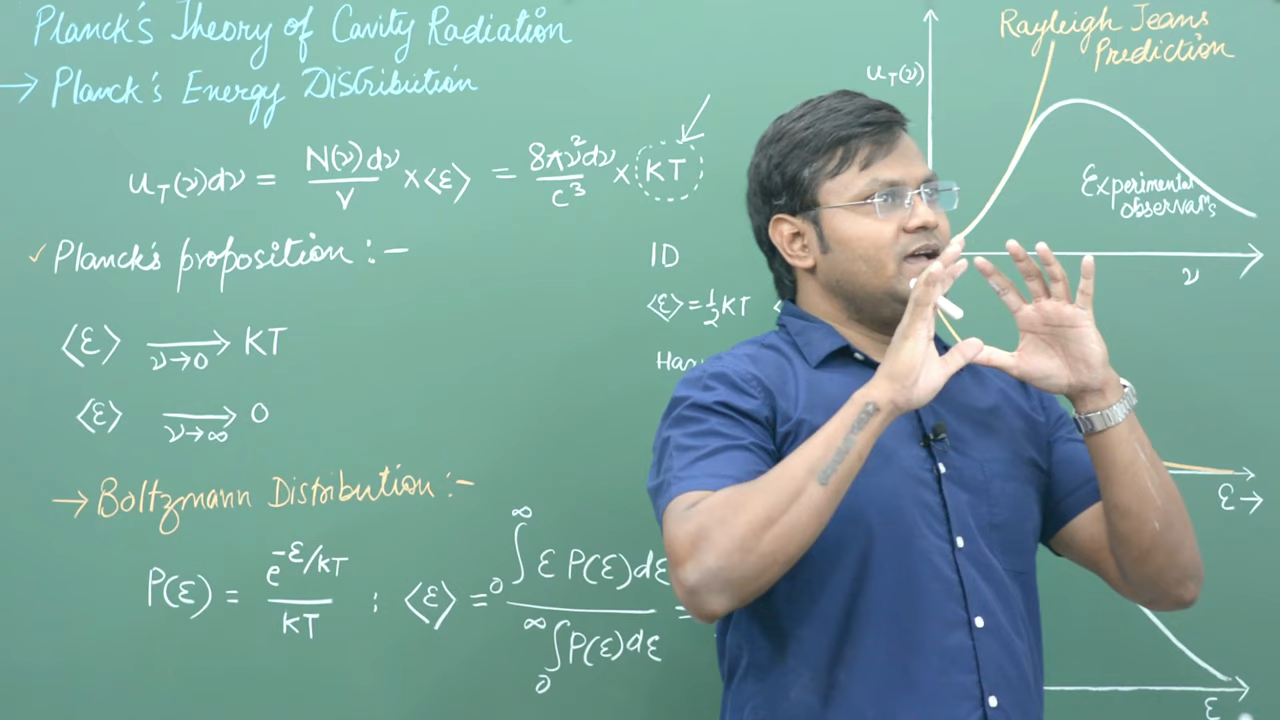 Planck's Theory of Cavity Radiation
→ Planck's Energy Distribution
u_T(ν)dν = N(ν)dν/V × <ε> = 8πν²dν/c³ × KT
✓ Planck's proposition :-
<ε> →(ν→0) KT
<ε> →(ν→∞) 0
→ Boltzmann Distribution :-
P(ε) = e^(-ε/KT)/KT : <ε> = ∫₀^∞ ε P(ε)dε / ∫₀^∞ P(ε)dε =
1D
<ε> = ½KT
Rayleigh Jeans
Prediction
u_T(ν)
Experimental
ν
ε →
ε